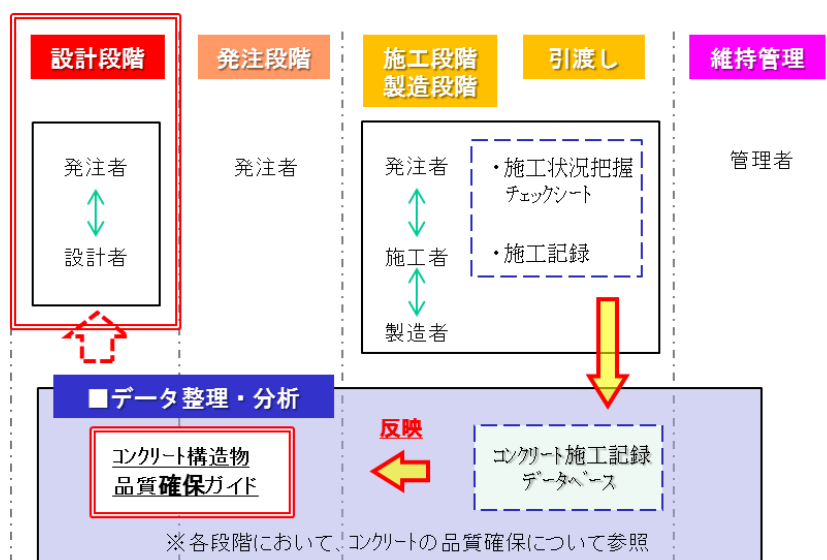 設計段階
発注段階
施工段階
製造段階
引渡し
維持管理
発注者
設計者
発注者
発注者
施工者
製造者
・施工状況把握
チェックシート
・施工記録
管理者
■データ整理・分析
コンクリート構造物
品質確保ガイド
反映
コンクリート施工記録
データベース
※各段階において、コンクリートの品質確保について参照